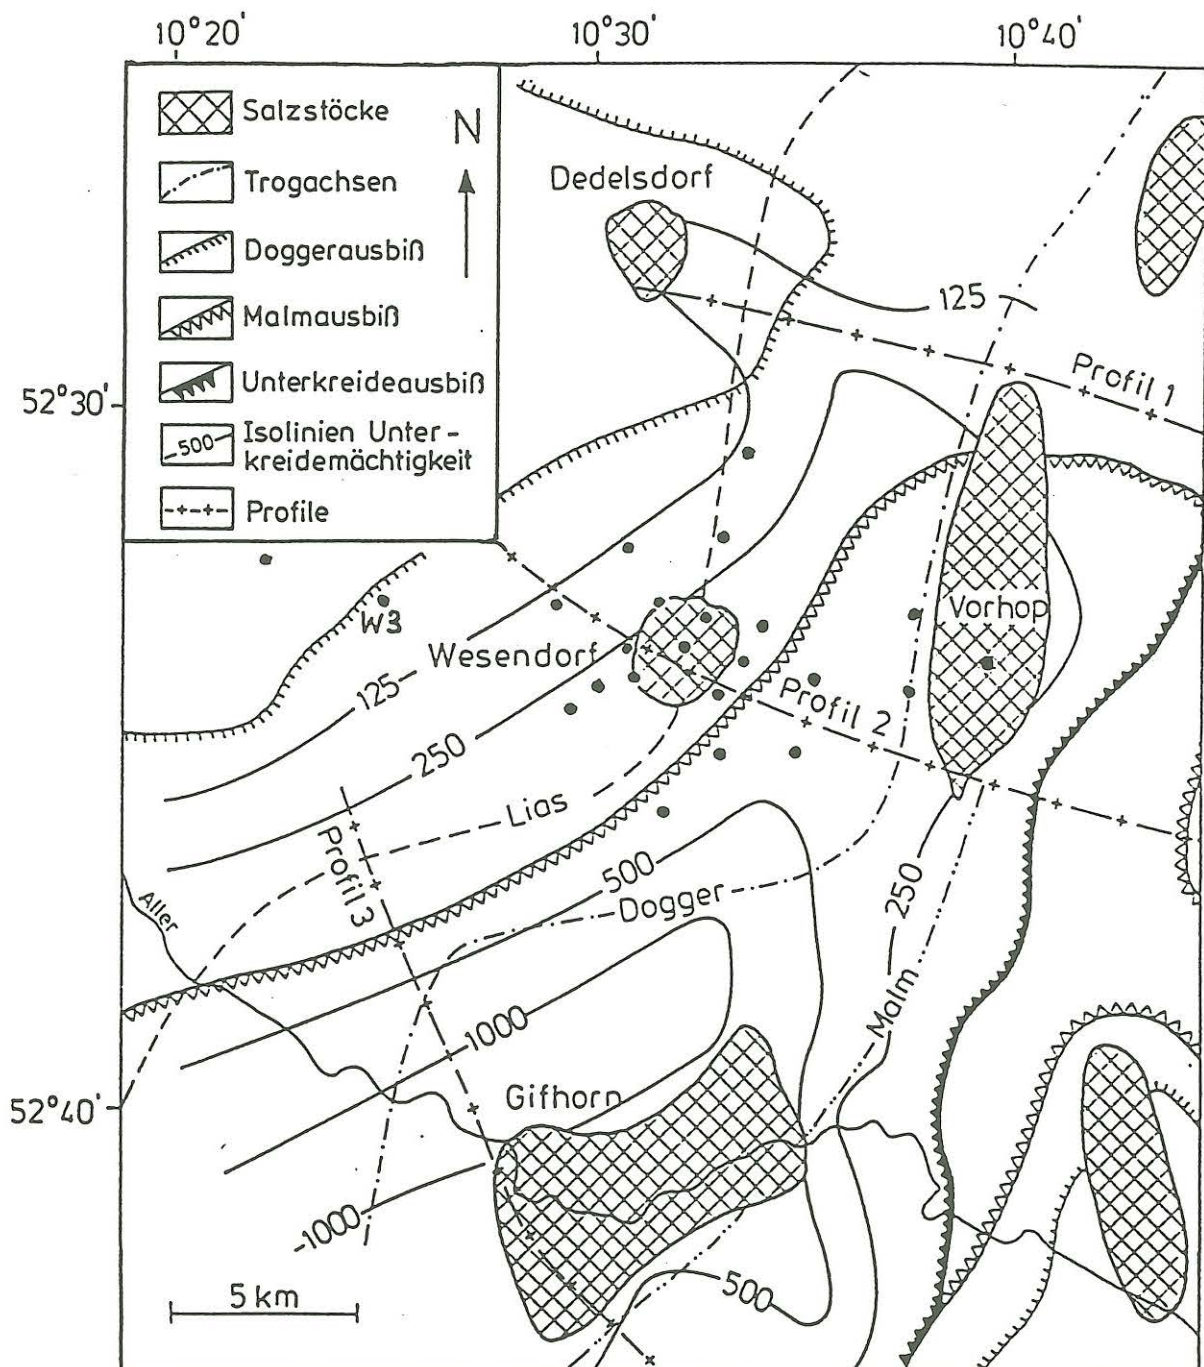 10°20'
10°30'
10°40'
Salzstöcke
N
Trogachsen
Doggerausbiß
Malmausbiß
Unterkreideausbiß
-500-
Isolinien Unter-
kreidemächtigkeit
Profile
Dedelsdorf
125
Profil 1
52°30'
W3
Wesendorf
Vorhop
125
Profil 2
250
Lias
Profil 3
500
Dogger
250
Aller
Malm
1000
52°40'
Gifhorn
-1000
500
5 km